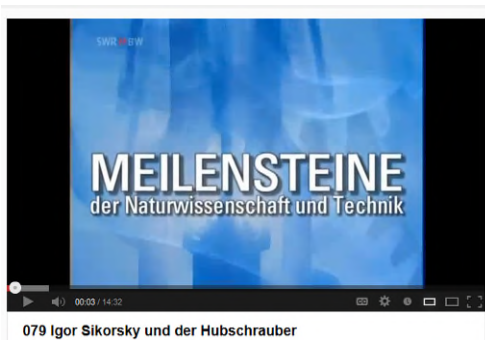 SWR BW
MEILENSTEINE
der Naturwissenschaft und Technik
00:03 / 14:32
079 Igor Sikorsky und der Hubschrauber